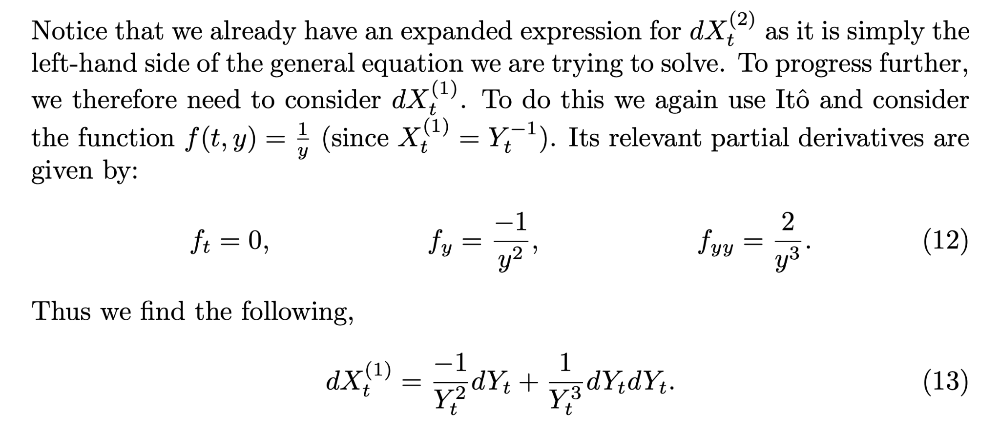 Notice that we already have an expanded expression for $dX_t^{(2)}$ as it is simply the
left-hand side of the general equation we are trying to solve. To progress further,
we therefore need to consider $dX_t^{(1)}$. To do this we again use Itô and consider
the function $f(t, y) = \frac{1}{y}$ (since $X_t^{(1)} = Y_t^{-1}$). Its relevant partial derivatives are
given by:
$f_t = 0, \quad f_y = \frac{-1}{y^2}, \quad f_{yy} = \frac{2}{y^3}.$ (12)
Thus we find the following,
$dX_t^{(1)} = \frac{-1}{Y_t^2} dY_t + \frac{1}{Y_t^3} dY_t dY_t.$ (13)